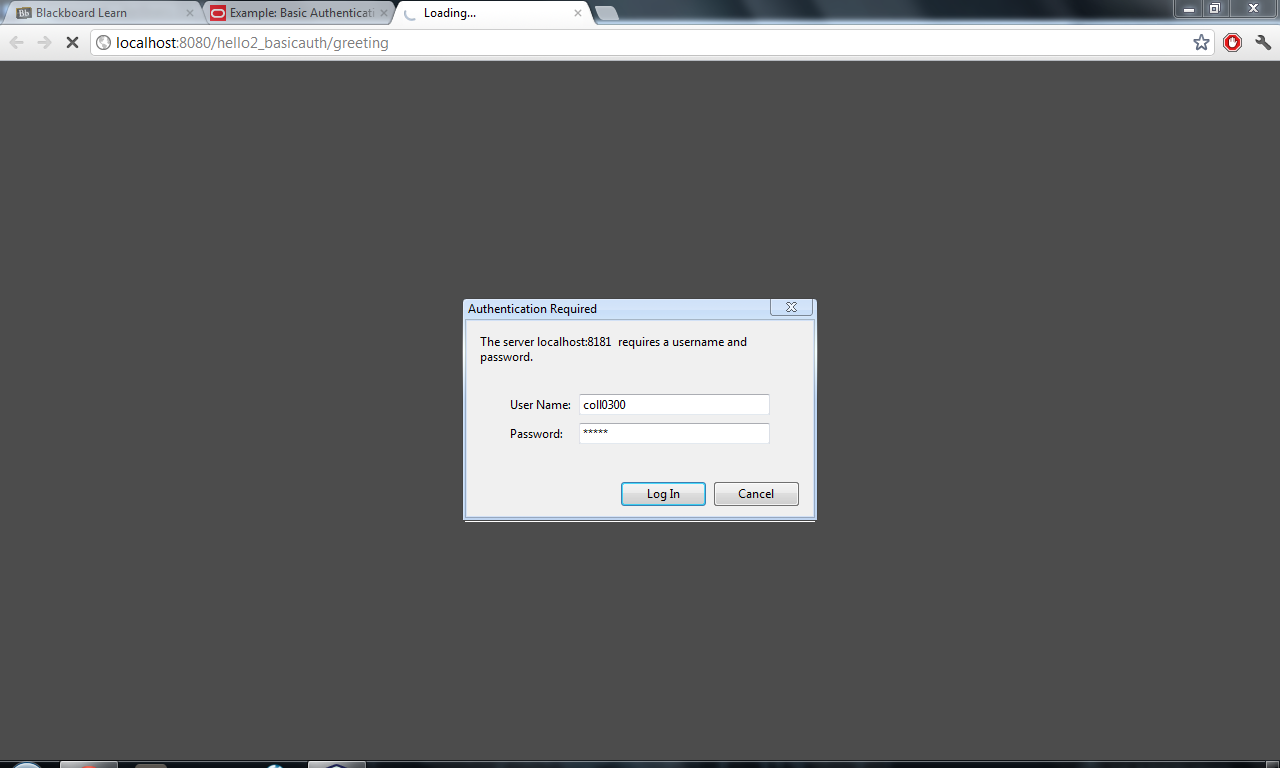 Blackboard Learn
Example: Basic Authenticati
Loading...
localhost:8080/hello2_basicauth/greeting
Authentication Required
The server localhost:8181 requires a username and
password.
User Name: coll0300
Password: *****
Log In Cancel